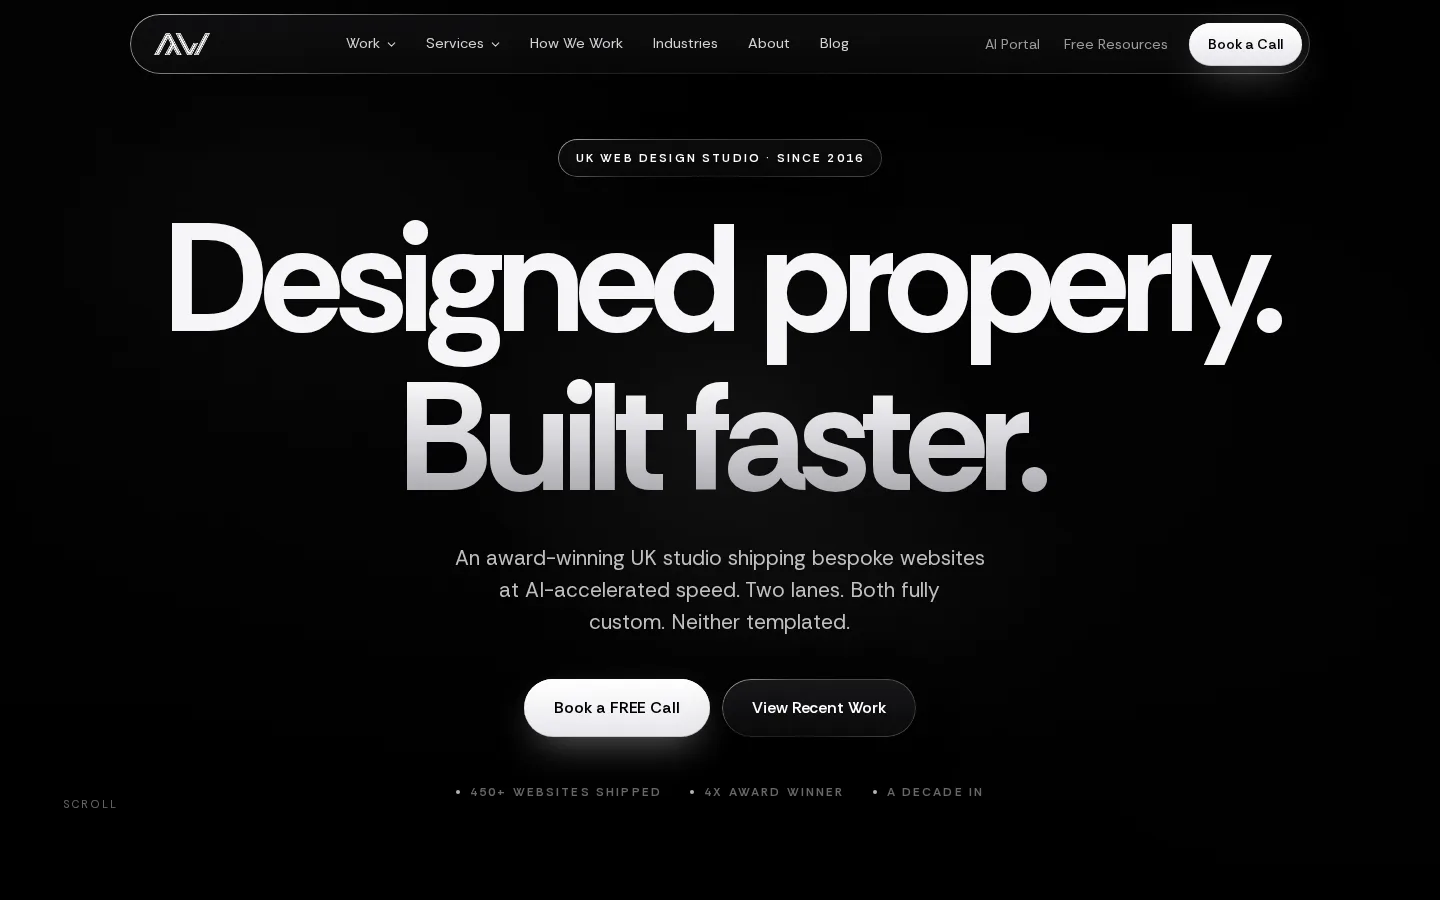 AW
Work
Services
How We Work
Industries
About
Blog
AI Portal
Free Resources
Book a Call
UK WEB DESIGN STUDIO · SINCE 2016
Designed properly.
Built faster.
An award-winning UK studio shipping bespoke websites
at AI-accelerated speed. Two lanes. Both fully
custom. Neither templated.
Book a FREE Call
View Recent Work
450+ WEBSITES SHIPPED
4X AWARD WINNER
A DECADE IN
SCROLL